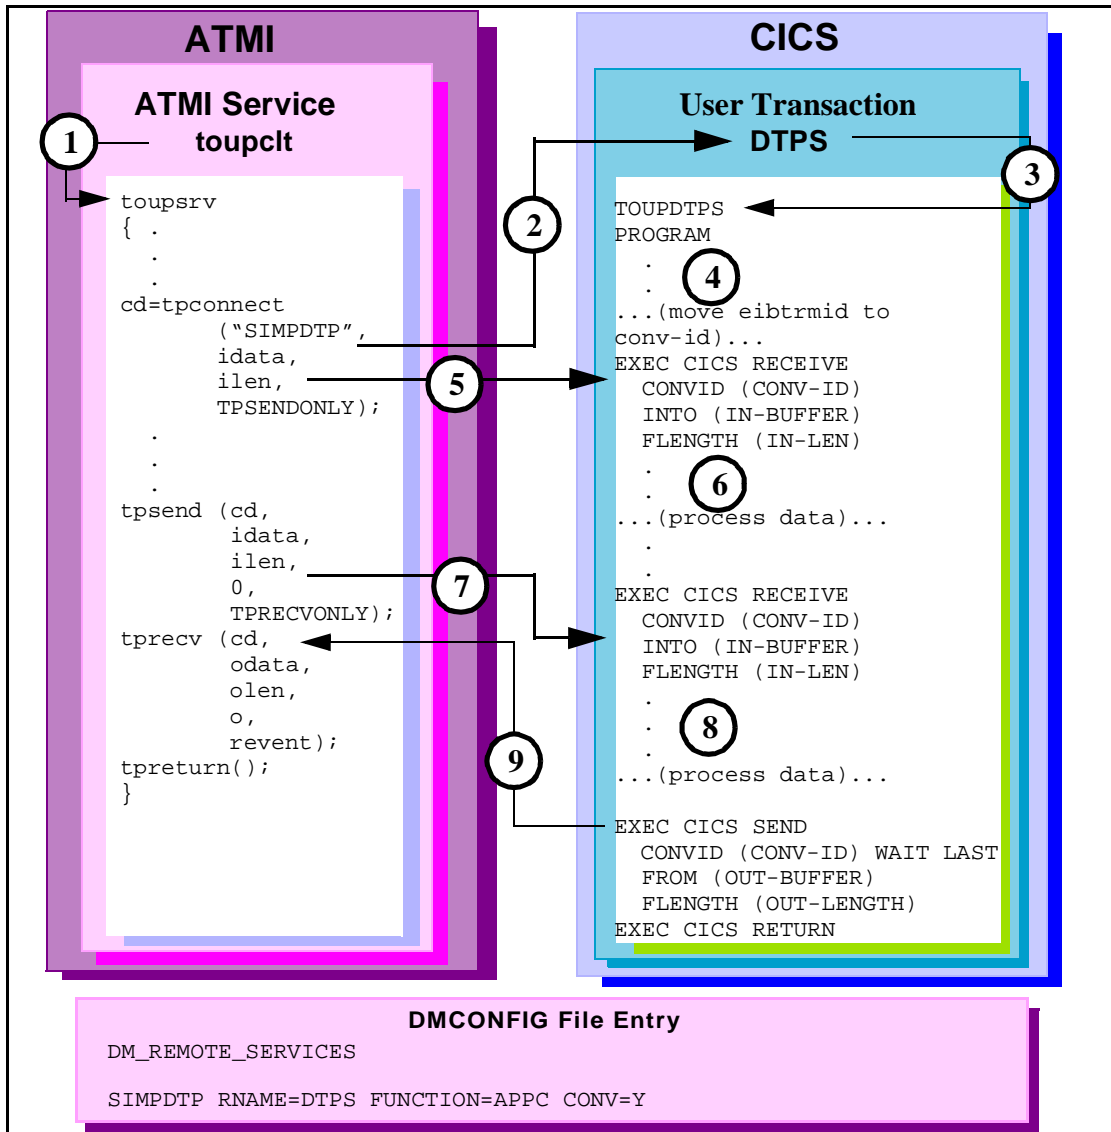 ATMI
ATMI Service
toupclt
1
toupsrv
{ .
.
.
cd=tpconnect
(“SIMPDTP”,
idata,
ilen,
TPSENDONLY);
.
.
.
tpsend (cd,
idata,
ilen,
0,
TPRECVONLY);
tprecv (cd,
odata,
olen,
o,
revent);
tpreturn();
}
2
5
7
9
CICS
User Transaction
DTPS
3
TOUPDTPS
PROGRAM
.
.
4
...(move eibtrmid to
conv-id)...
EXEC CICS RECEIVE
CONVID (CONV-ID)
INTO (IN-BUFFER)
FLENGTH (IN-LEN)
.
.
6
...(process data)...
.
.
EXEC CICS RECEIVE
CONVID (CONV-ID)
INTO (IN-BUFFER)
FLENGTH (IN-LEN)
.
.
.
8
...(process data)...
EXEC CICS SEND
CONVID (CONV-ID) WAIT LAST
FROM (OUT-BUFFER)
FLENGTH (OUT-LENGTH)
EXEC CICS RETURN
DMCONFIG File Entry
DM_REMOTE_SERVICES
SIMPDTP RNAME=DTPS FUNCTION=APPC CONV=Y